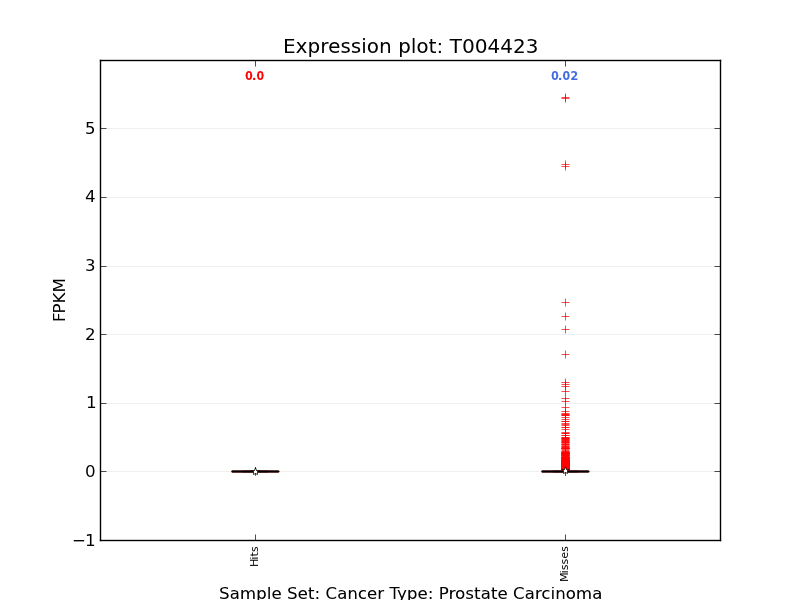 Expression plot: T004423
0.0
0.02
5
4
3
2
1
0
−1
FPKM
Hits
Misses
Sample Set: Cancer Type: Prostate Carcinoma